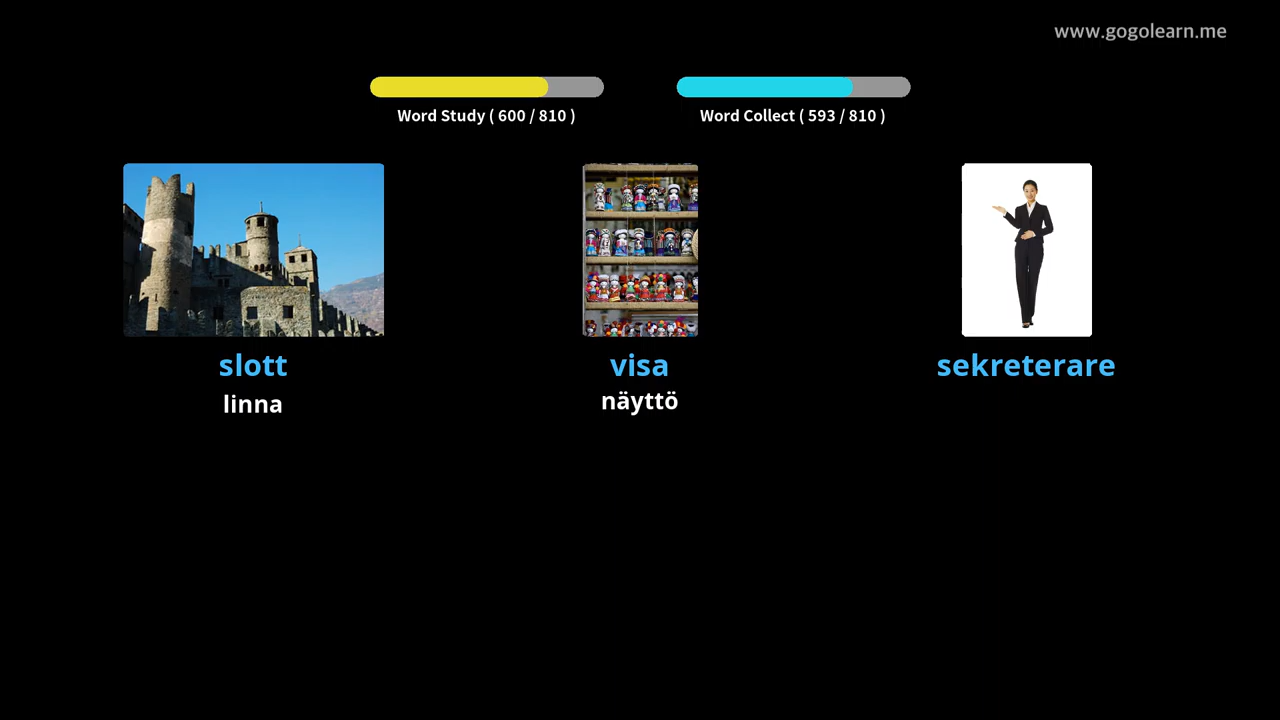 www.gogolearn.me
Word Study ( 600 / 810 )
Word Collect ( 593 / 810 )
slott
linna
visa
näyttö
sekreterare